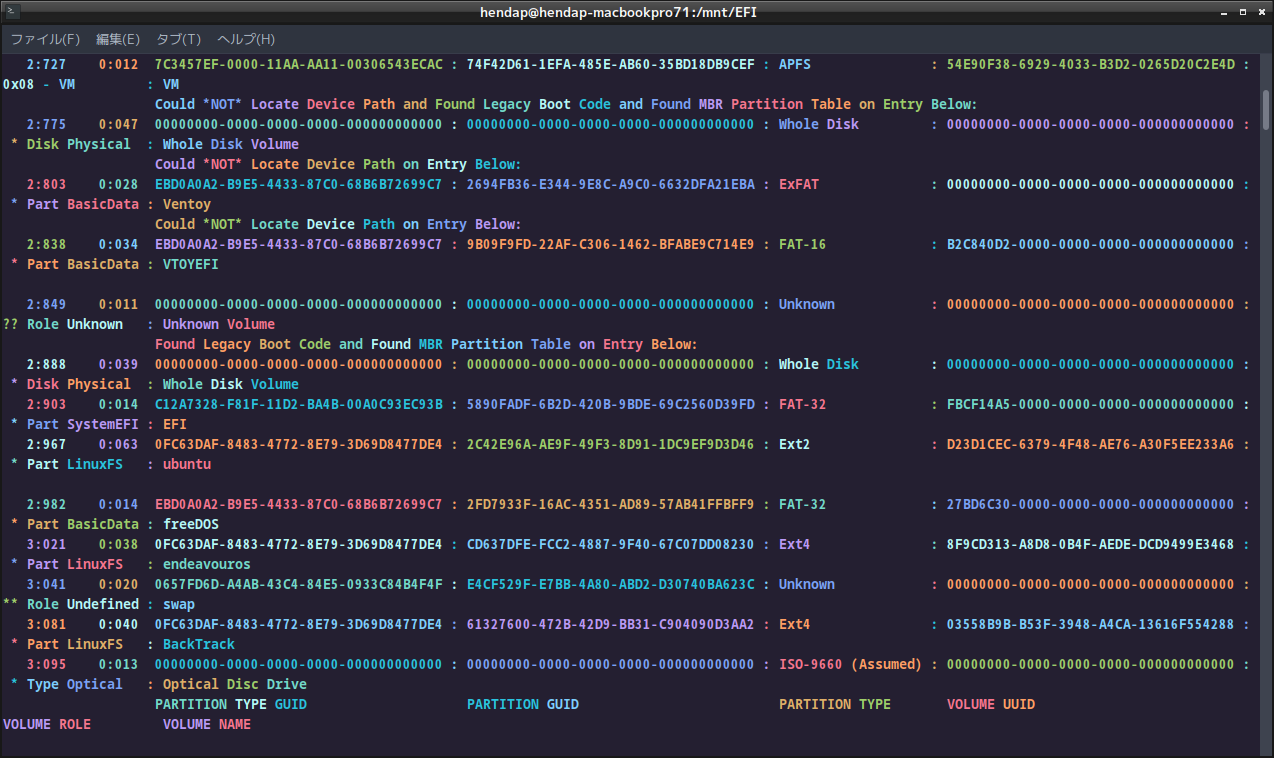 hendap@hendap-macbookpro71:/mnt/EFI
ファイル(F) 編集(E) タブ(T) ヘルプ(H)
2:727 0:012 7C3457EF-0000-11AA-AA11-00306543ECAC : 74F42D61-1EFA-485E-AB60-35BD18DB9CEF : APFS : 54E90F38-6929-4033-B3D2-0265D20C2E4D :
0x08 - VM : VM
Could *NOT* Locate Device Path and Found Legacy Boot Code and Found MBR Partition Table on Entry Below:
2:775 0:047 00000000-0000-0000-0000-000000000000 : 00000000-0000-0000-0000-000000000000 : Whole Disk : 00000000-0000-0000-0000-000000000000 :
* Disk Physical : Whole Disk Volume
Could *NOT* Locate Device Path on Entry Below:
2:803 0:028 EBD0A0A2-B9E5-4433-87C0-68B6B72699C7 : 2694FB36-E344-9E8C-A9C0-6632DFA21EBA : ExFAT : 00000000-0000-0000-0000-000000000000 :
* Part BasicData : Ventoy
Could *NOT* Locate Device Path on Entry Below:
2:838 0:034 EBD0A0A2-B9E5-4433-87C0-68B6B72699C7 : 9B09F9FD-22AF-C306-1462-BFABE9C714E9 : FAT-16 : B2C840D2-0000-0000-0000-000000000000 :
* Part BasicData : VTOYEFI
2:849 0:011 00000000-0000-0000-0000-000000000000 : 00000000-0000-0000-0000-000000000000 : Unknown : 00000000-0000-0000-0000-000000000000 :
?? Role Unknown : Unknown Volume
Found Legacy Boot Code and Found MBR Partition Table on Entry Below:
2:888 0:039 00000000-0000-0000-0000-000000000000 : 00000000-0000-0000-0000-000000000000 : Whole Disk : 00000000-0000-0000-0000-000000000000 :
* Disk Physical : Whole Disk Volume
2:903 0:014 C12A7328-F81F-11D2-BA4B-00A0C93EC93B : 5890FADF-6B2D-420B-9BDE-69C2560D39FD : FAT-32 : FBCF14A5-0000-0000-0000-000000000000 :
* Part SystemEFI : EFI
2:967 0:063 0FC63DAF-8483-4772-8E79-3D69D8477DE4 : 2C42E96A-AE9F-49F3-8D91-1DC9EF9D3D46 : Ext2 : D23D1CEC-6379-4F48-AE76-A30F5EE233A6 :
* Part LinuxFS : ubuntu
2:982 0:014 EBD0A0A2-B9E5-4433-87C0-68B6B72699C7 : 2FD7933F-16AC-4351-AD89-57AB41FFBFF9 : FAT-32 : 27BD6C30-0000-0000-0000-000000000000 :
* Part BasicData : freeDOS
3:021 0:038 0FC63DAF-8483-4772-8E79-3D69D8477DE4 : CD637DFE-FCC2-4887-9F40-67C07DD08230 : Ext4 : 8F9CD313-A8D8-0B4F-AEDE-DCD9499E3468 :
* Part LinuxFS : endeavouros
3:041 0:020 0657FD6D-A4AB-43C4-84E5-0933C84B4F4F : E4CF529F-E7BB-4A80-ABD2-D30740BA623C : Unknown : 00000000-0000-0000-0000-000000000000 :
** Role Undefined : swap
3:081 0:040 0FC63DAF-8483-4772-8E79-3D69D8477DE4 : 61327600-472B-42D9-BB31-C904090D3AA2 : Ext4 : 03558B9B-B53F-3948-A4CA-13616F554288 :
* Part LinuxFS : BackTrack
3:095 0:013 00000000-0000-0000-0000-000000000000 : 00000000-0000-0000-0000-000000000000 : ISO-9660 (Assumed) : 00000000-0000-0000-0000-000000000000 :
* Type Optical : Optical Disc Drive
PARTITION TYPE GUID PARTITION GUID PARTITION TYPE VOLUME UUID
VOLUME ROLE VOLUME NAME